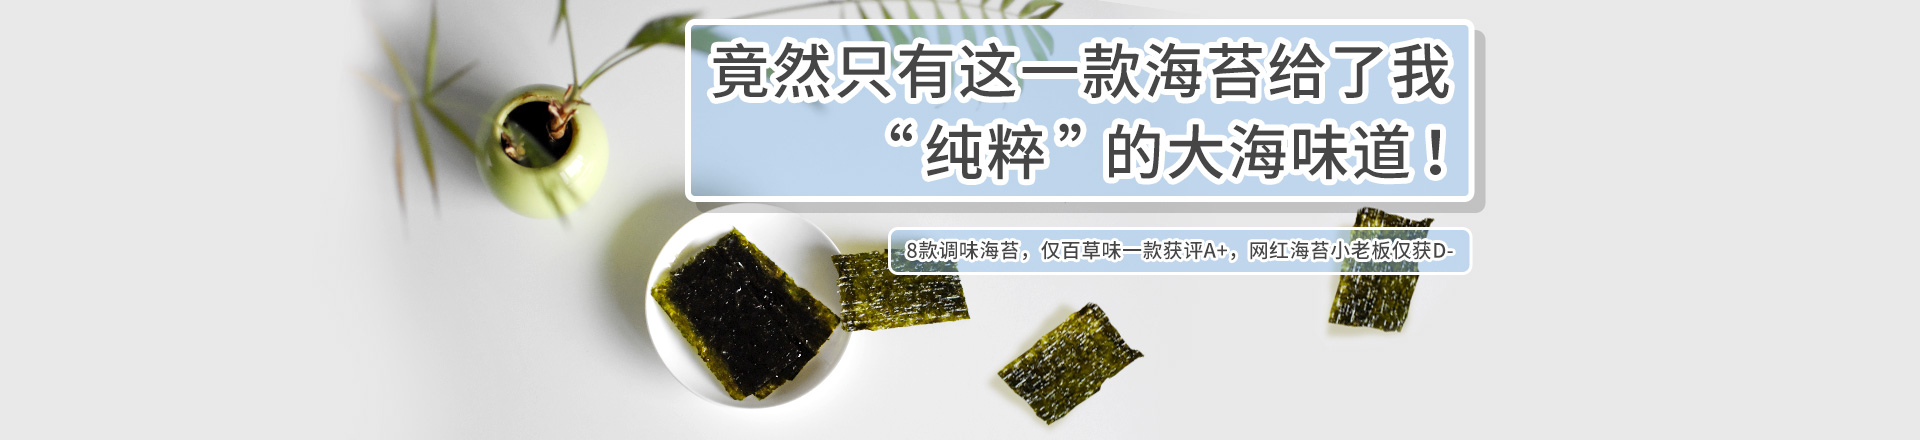 竟然只有这一款海苔给了我
“纯粹”的大海味道！
8款调味海苔，仅百草味一款获评A+，网红海苔小老板仅获D-